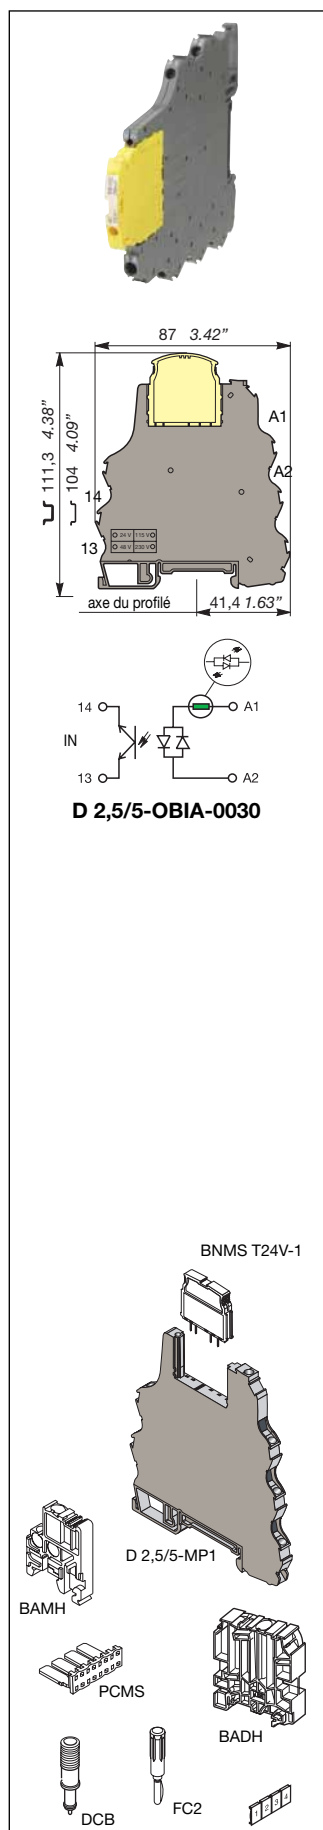 87 3.42”
111,3 4.38”
104 4.09”
A1
A2
14
13
24 V 115 V
48 V 230 V
axe du profilé
41,4 1.63”
14
A1
IN
13
A2
D 2,5/5-OBIA-0030
BNMS T24V-1
D 2,5/5-MP1
BAMH
PCMS
BADH
DCB
FC2
1 2 3 4